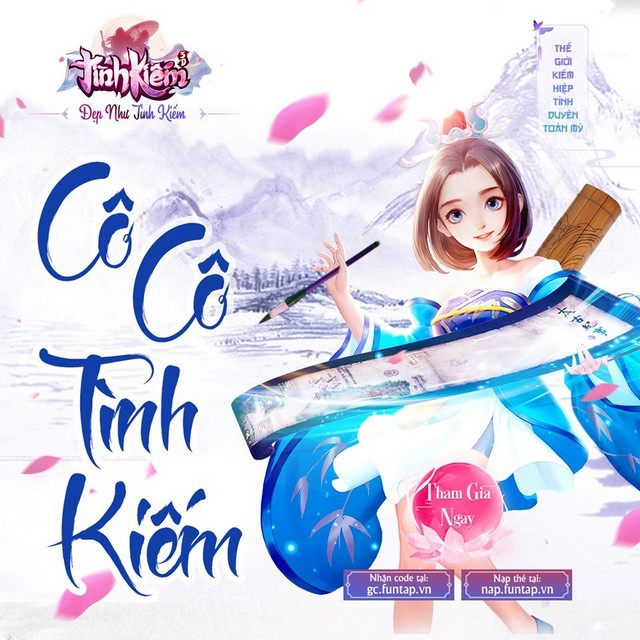 Tình Kiếm 3D
Đẹp Như Tình Kiếm
THẾ
GIỚI
KIẾM
HIỆP
TÌNH
DUYÊN
TOÀN MỸ
Cô
Cô
Tình
Kiếm
Tham Gia
Ngay
Nhận code tại:
gc.funtap.vn
Nạp thẻ tại:
nap.funtap.vn